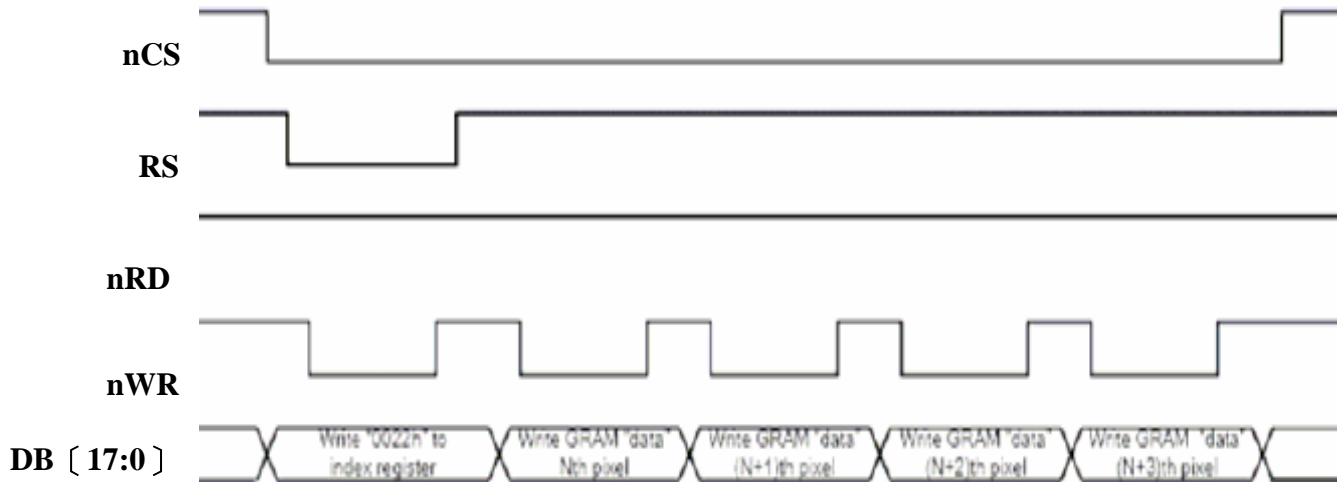 nCS
RS
nRD
nWR
DB〔17:0〕
Write "0022h" to
index register
Write GRAM "data"
Nth pixel
Write GRAM "data"
(N+1)th pixel
Write GRAM "data"
(N+2)th pixel
Write GRAM "data"
(N+3)th pixel